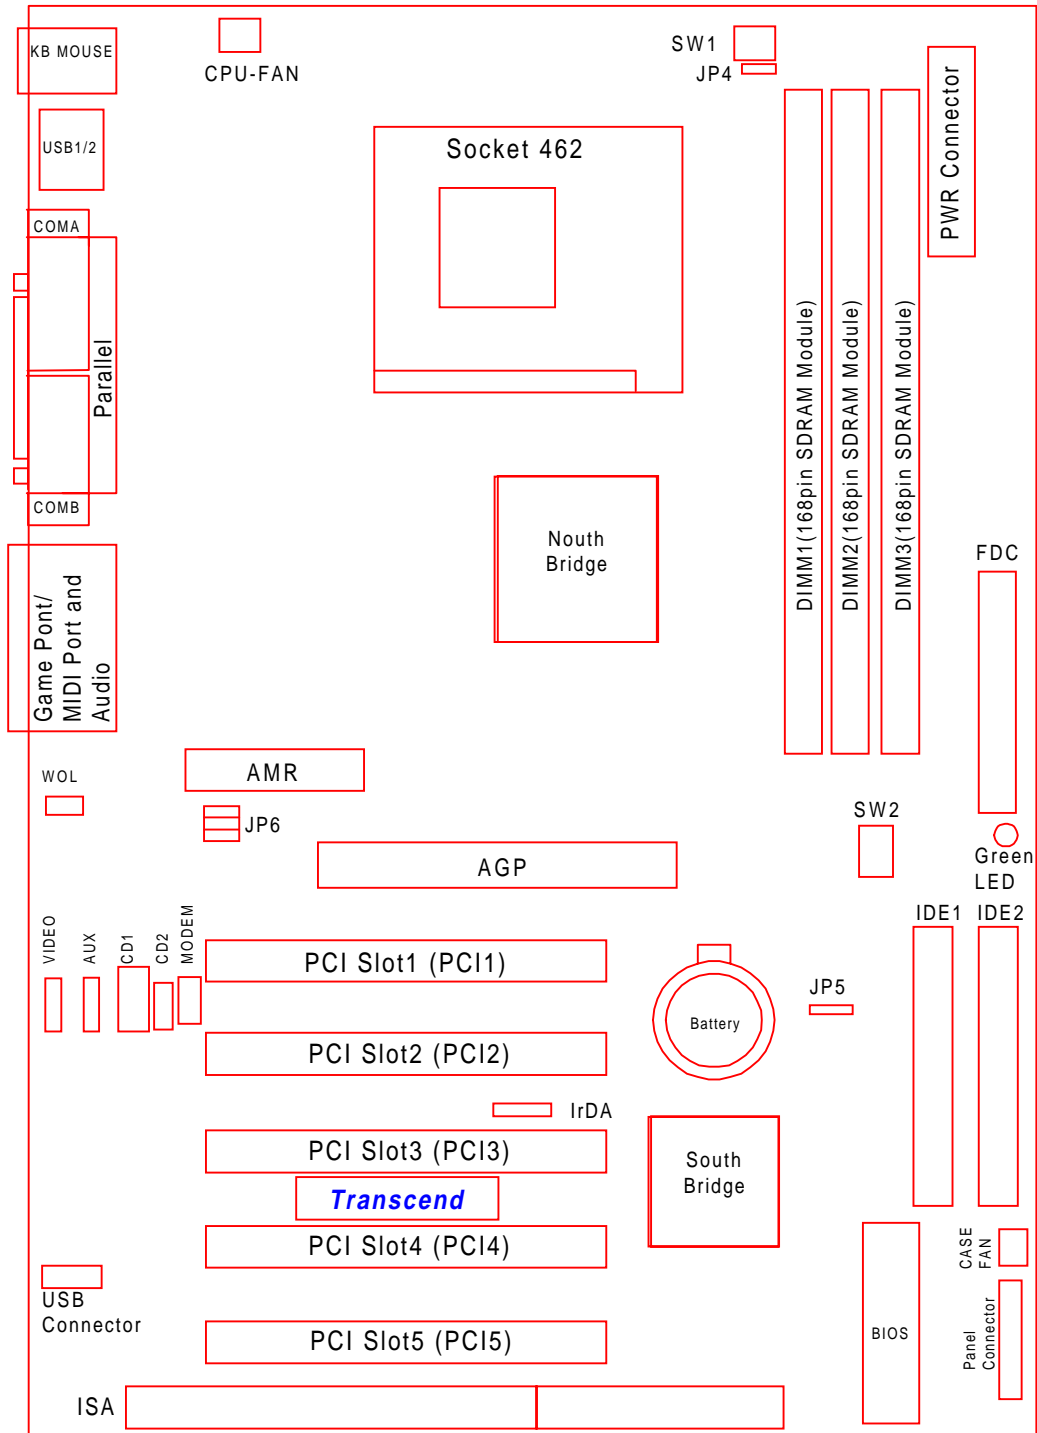 KB MOUSE
CPU-FAN
SW1
JP4
USB1/2
Socket 462
PWR Connector
COMA
Parallel
COMB
DIMM1(168pin SDRAM Module)
DIMM2(168pin SDRAM Module)
DIMM3(168pin SDRAM Module)
Nouth
Bridge
FDC
Game Pont/
MIDI Port and
Audio
WOL
AMR
JP6
SW2
AGP
Green
LED
IDE1
IDE2
VIDEO
AUX
CD1
CD2
MODEM
PCI Slot1 (PCI1)
JP5
Battery
PCI Slot2 (PCI2)
IrDA
PCI Slot3 (PCI3)
South
Bridge
Transcend
PCI Slot4 (PCI4)
CASE
FAN
USB
Connector
PCI Slot5 (PCI5)
BIOS
Panel
Connector
ISA